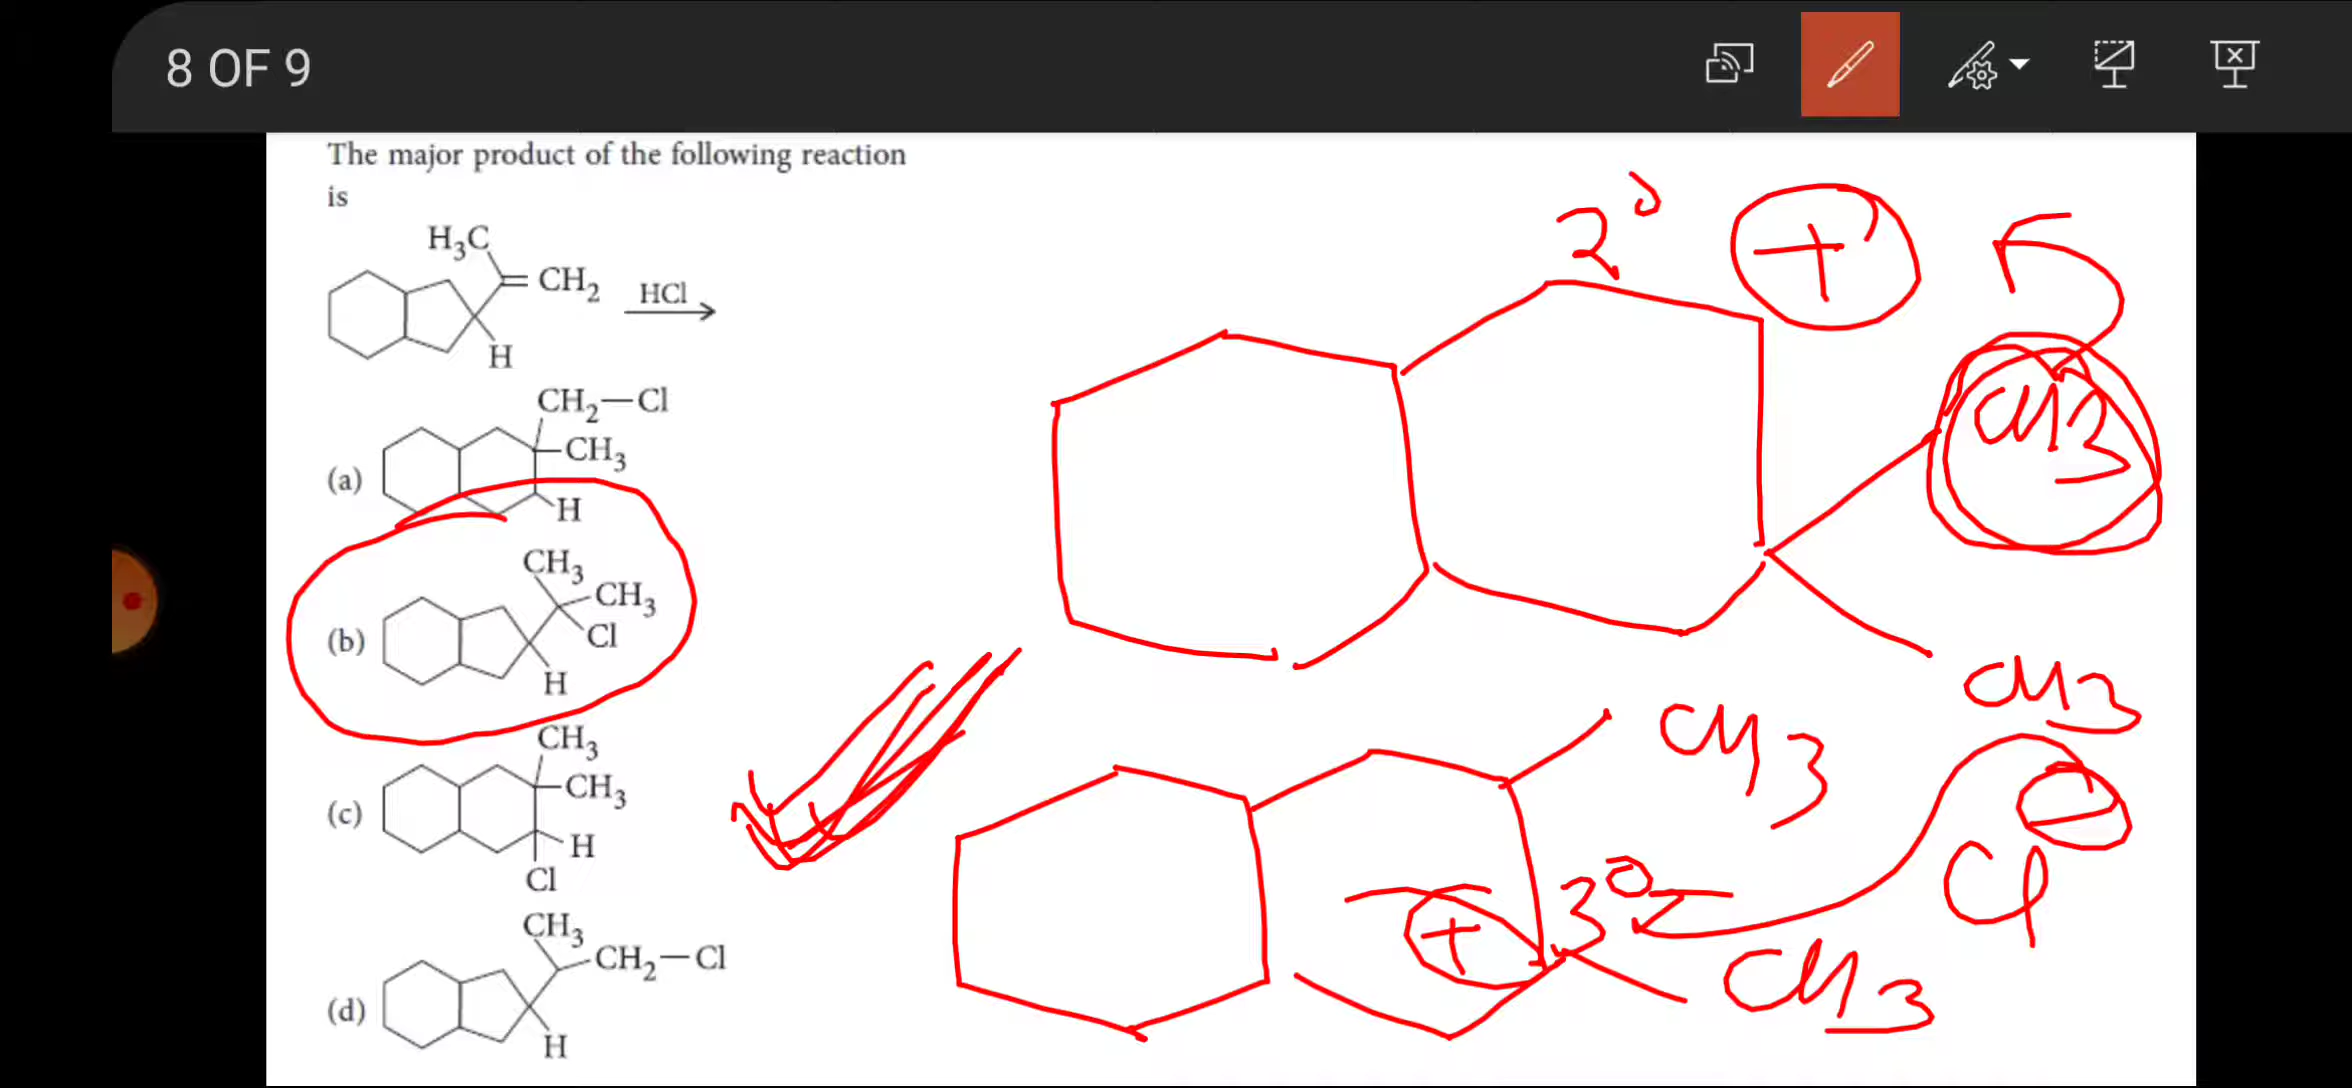 8 OF 9
The major product of the following reaction
is
H₃C
CH₂
HCl
H
CH₂—Cl
CH₃
(a)
H
CH₃
CH₃
(b)
Cl
H
CH₃
CH₃
(c)
H
Cl
CH₃
CH₂—Cl
(d)
H
2°
+
CH3
CH3
CH3
+
3°
Cl
CH3